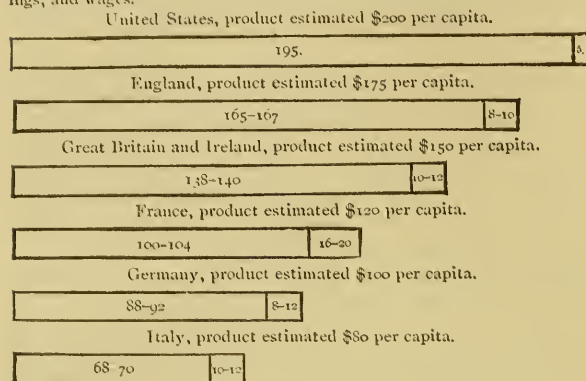 and wages.
United States, product estimated $200 per capita.
195. 5.
England, product estimated $175 per capita.
165–167 8–10
Great Britain and Ireland, product estimated $150 per capita.
138–140 10–12
France, product estimated $120 per capita.
100–104 16–20
Germany, product estimated $100 per capita.
88–92 8–12
Italy, product estimated $80 per capita.
68 70 10–12